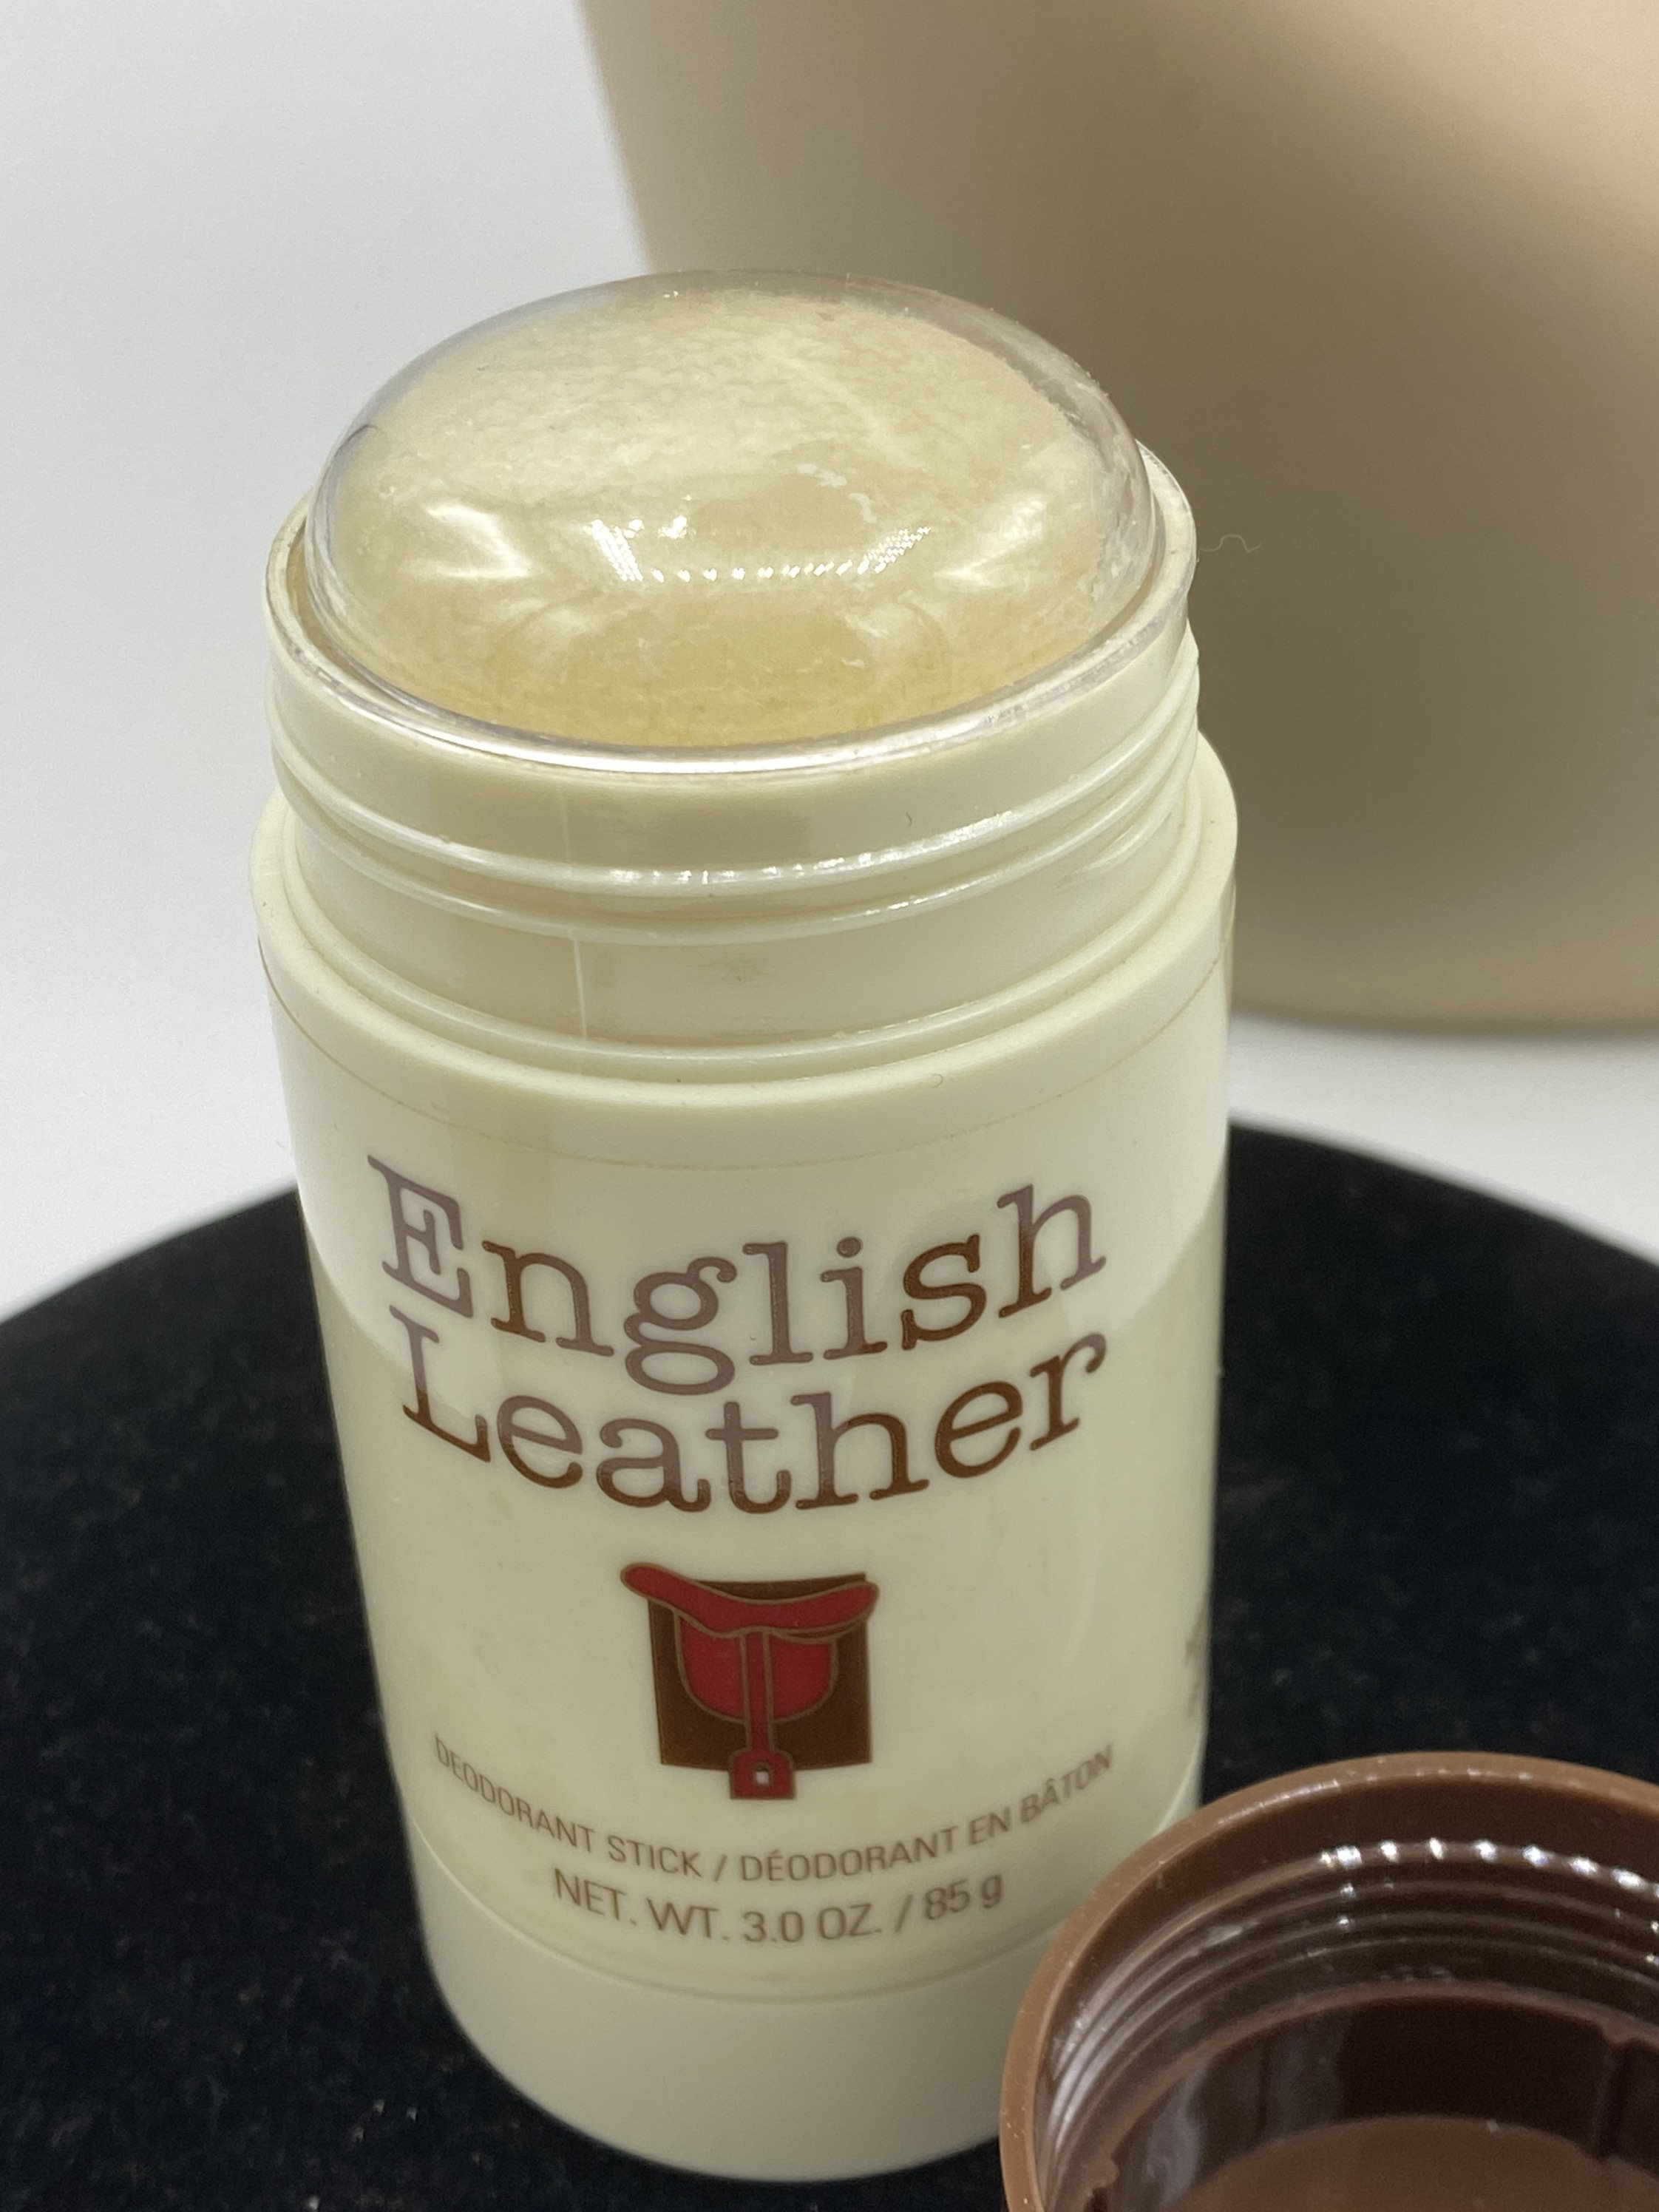 English
Leather
DEODORANT STICK / DÉODORANT EN BÂTON
NET. WT. 3.0 OZ. / 85 g